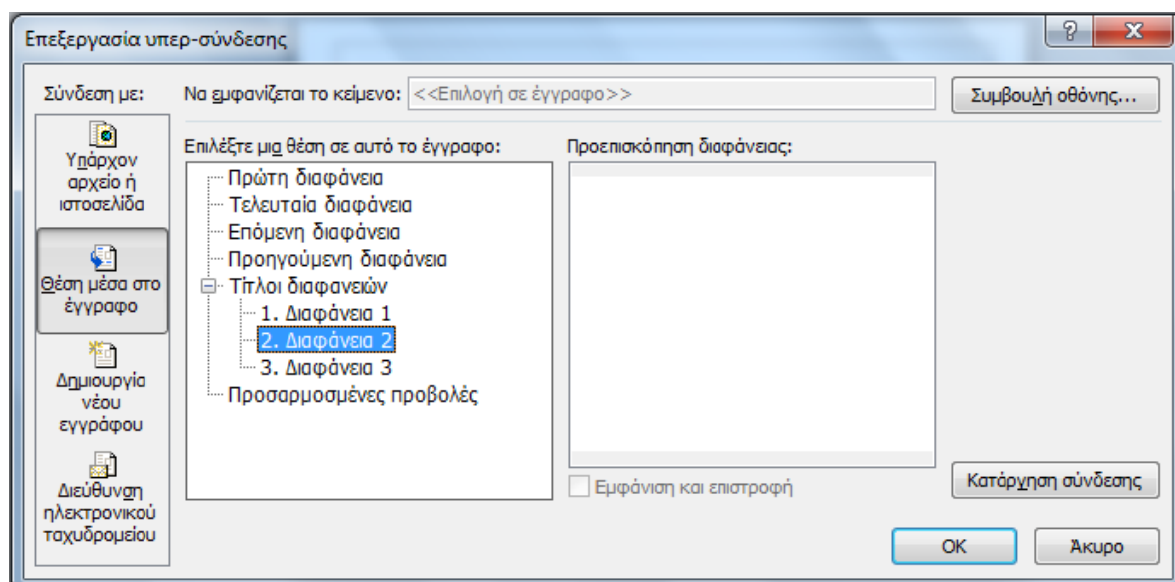 Επεξεργασία υπερ-σύνδεσης
Σύνδεση με:
Να εμφανίζεται το κείμενο: <<Επιλογή σε έγγραφο>>
Συμβουλή οθόνης...
Υπάρχον
αρχείο ή
ιστοσελίδα
Θέση μέσα στο
έγγραφο
Δημιουργία
νέου
εγγράφου
Διεύθυνση
ηλεκτρονικού
ταχυδρομείου
Επιλέξτε μια θέση σε αυτό το έγγραφο:
Πρώτη διαφάνεια
Τελευταία διαφάνεια
Επόμενη διαφάνεια
Προηγούμενη διαφάνεια
Τίτλοι διαφανειών
1. Διαφάνεια 1
2. Διαφάνεια 2
3. Διαφάνεια 3
Προσαρμοσμένες προβολές
Προεπισκόπηση διαφάνειας:
Εμφάνιση και επιστροφή
Κατάργηση σύνδεσης
OK
Άκυρο